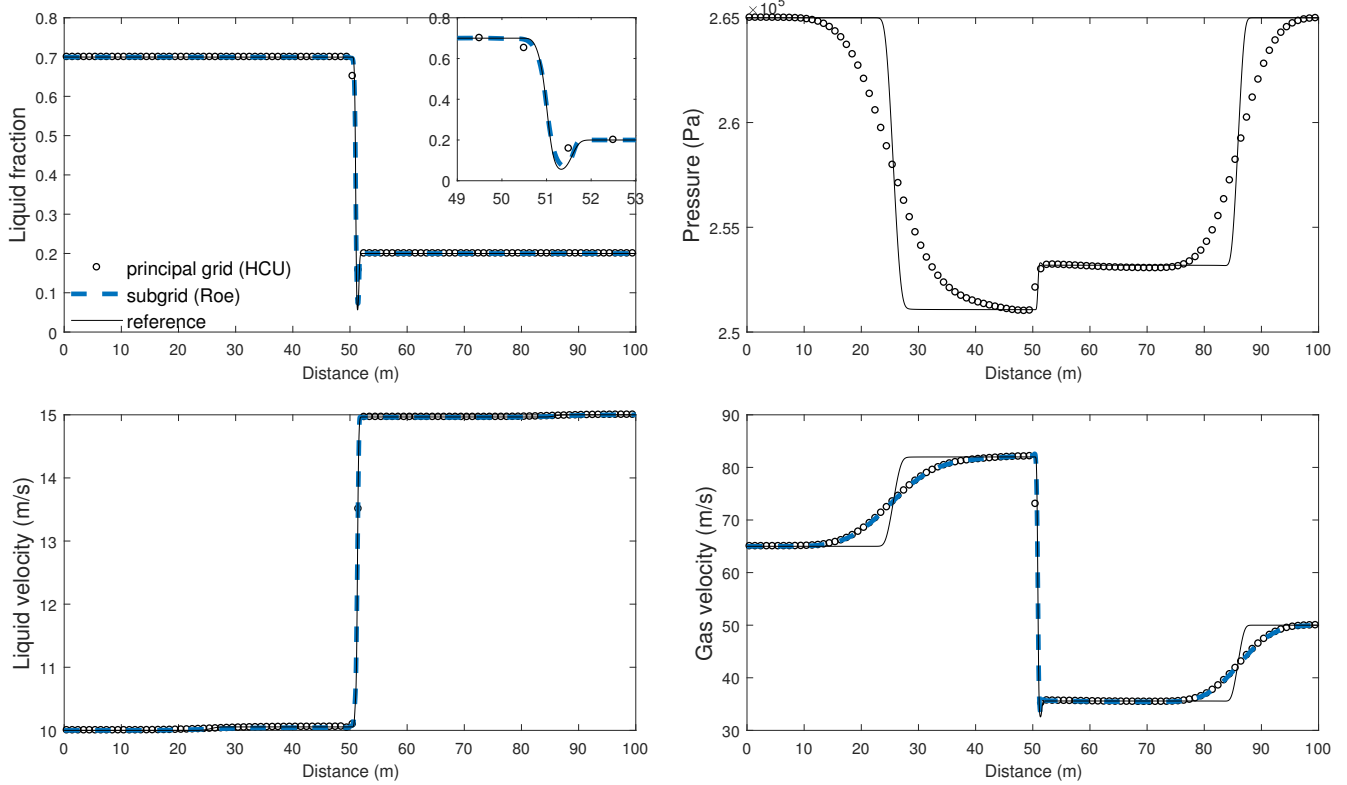 0.8
0.7
0.6
0.5
0.4
0.3
0.2
0.1
0
Liquid fraction
0.8
0.6
0.4
0.2
0
49 50 51 52 53
principal grid (HCU)
subgrid (Roe)
reference
0 10 20 30 40 50 60 70 80 90 100
Distance (m)
×10⁵
2.65
2.6
2.55
2.5
Pressure (Pa)
0 10 20 30 40 50 60 70 80 90 100
Distance (m)
15
14
13
12
11
10
Liquid velocity (m/s)
0 10 20 30 40 50 60 70 80 90 100
Distance (m)
90
80
70
60
50
40
30
Gas velocity (m/s)
0 10 20 30 40 50 60 70 80 90 100
Distance (m)